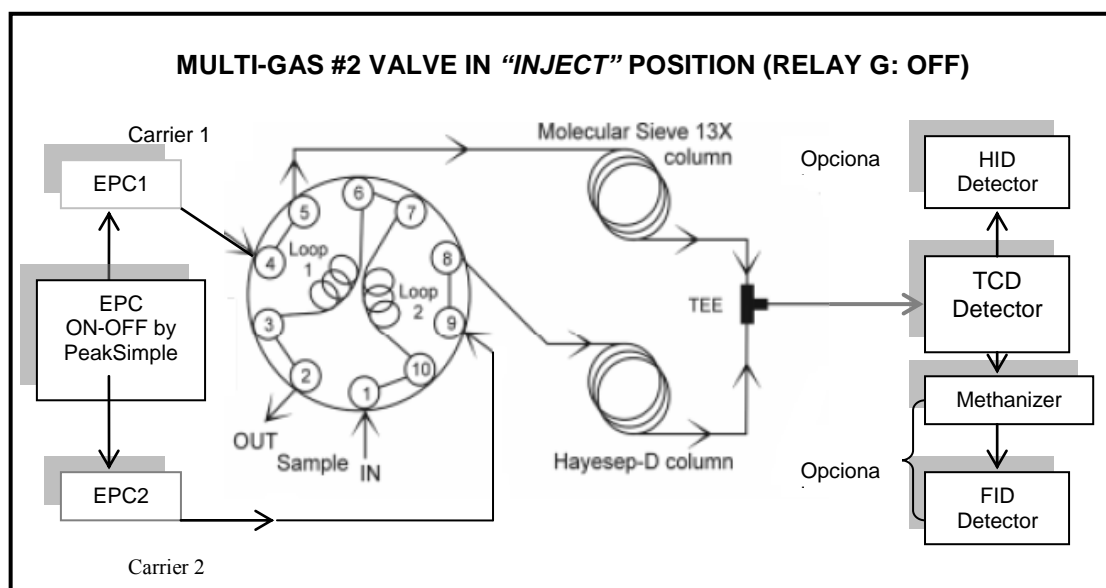 MULTI-GAS #2 VALVE IN “INJECT” POSITION (RELAY G: OFF)
Carrier 1
EPC1
EPC
ON-OFF by
PeakSimple
EPC2
Carrier 2
1
2
3
4
5
6
7
8
9
10
Loop
1
Loop
2
OUT
Sample
IN
Molecular Sieve 13X
column
TEE
Hayesep-D column
Opciona
HID
Detector
TCD
Detector
Methanizer
Opciona
FID
Detector